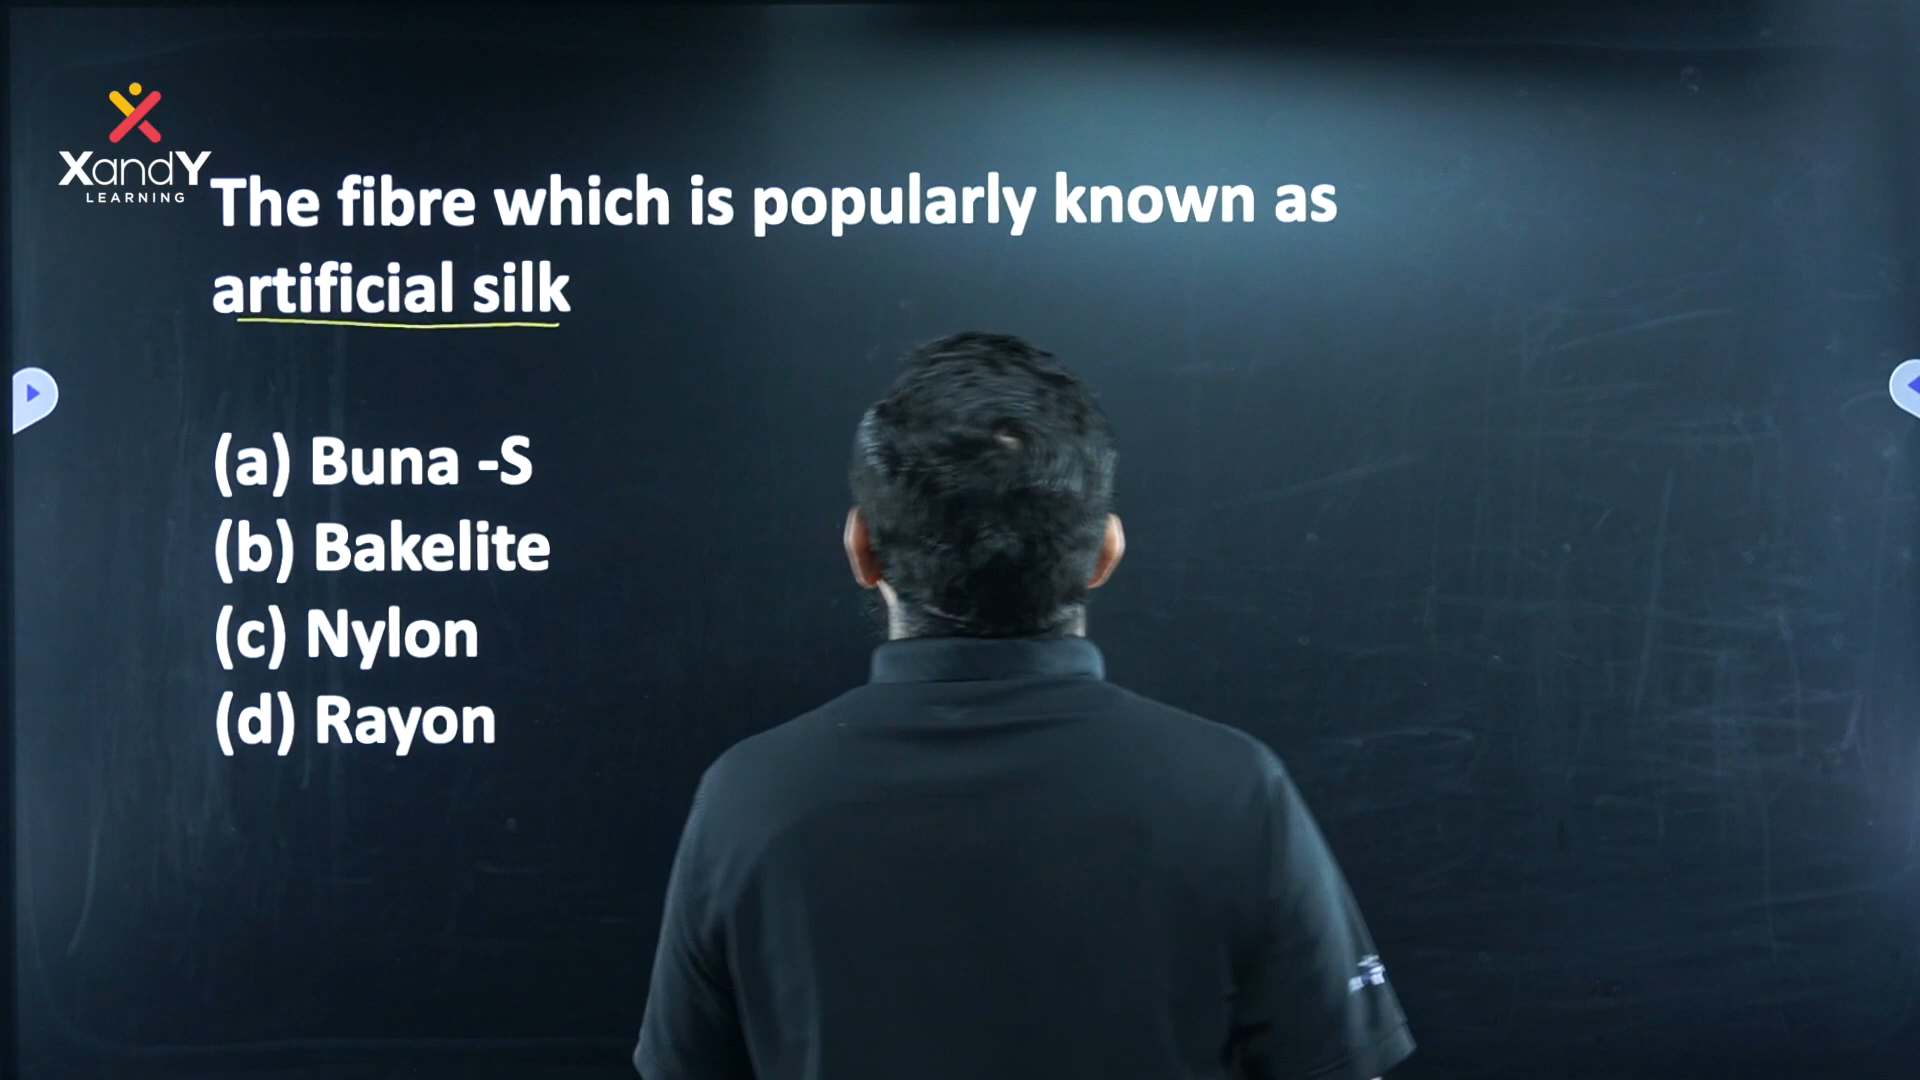 XandY
LEARNING
The fibre which is popularly known as
artificial silk
(a) Buna -S
(b) Bakelite
(c) Nylon
(d) Rayon